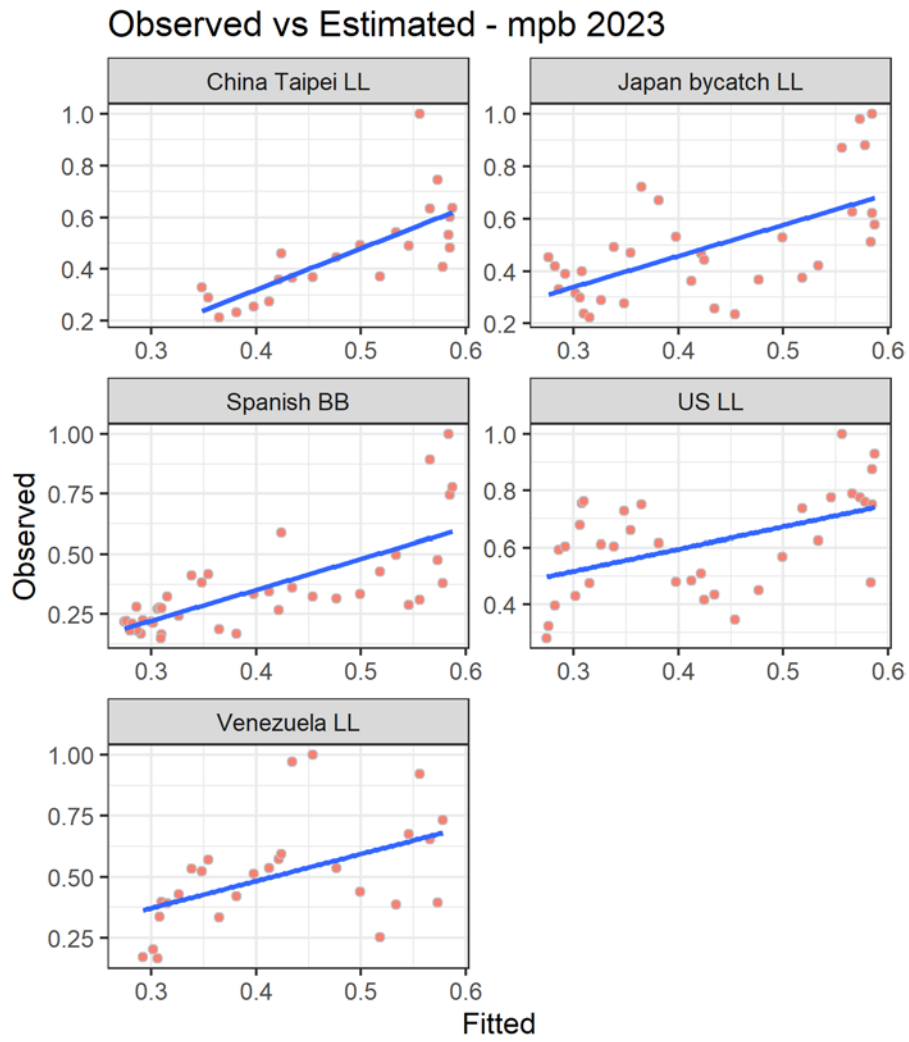 Observed vs Estimated - mpb 2023
China Taipei LL
Japan bycatch LL
1.0
0.8
0.6
0.4
0.2
0.3 0.4 0.5 0.6
1.0
0.8
0.6
0.4
0.2
0.3 0.4 0.5 0.6
Spanish BB
US LL
1.00
0.75
0.50
0.25
0.3 0.4 0.5 0.6
1.0
0.8
0.6
0.4
0.3 0.4 0.5 0.6
Observed
Venezuela LL
1.00
0.75
0.50
0.25
0.3 0.4 0.5 0.6
Fitted